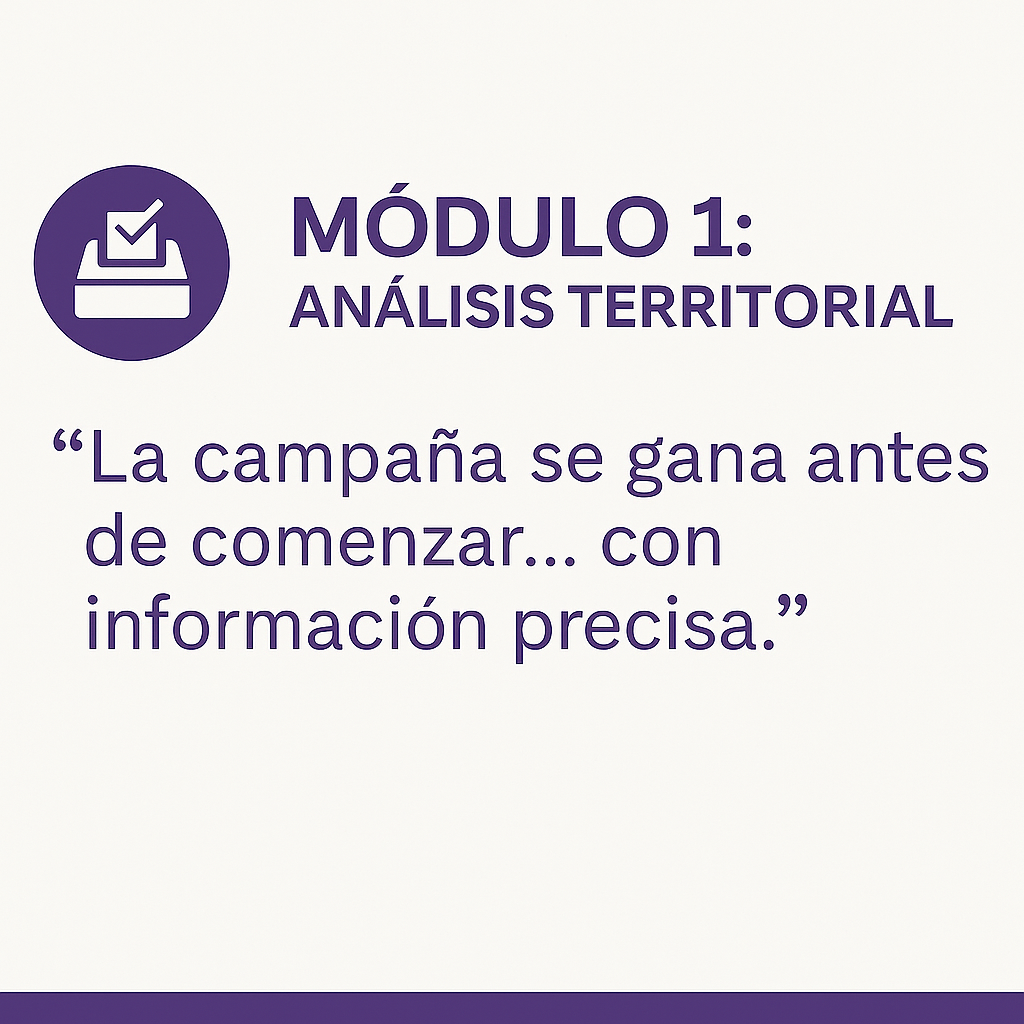 MÓDULO 1:
ANÁLISIS TERRITORIAL
“La campaña se gana antes
de comenzar... con
información precisa.”